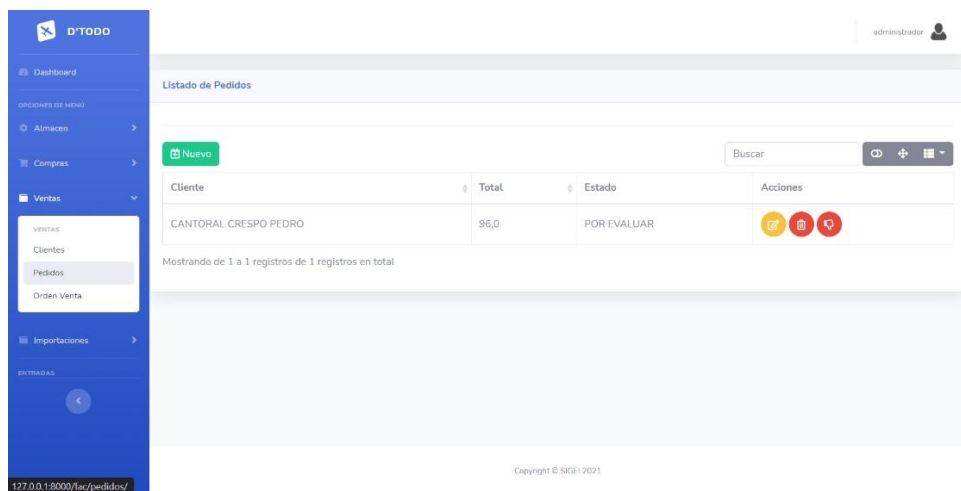 D'TODO
administrador
Dashboard
Listado de Pedidos
OPCIONES DE MENÚ
Almacen
Compras
Ventas
VENTAS
Clientes
Pedidos
Orden Venta
Importaciones
ENTRADAS
Nuevo
Buscar
Cliente Total Estado Acciones
CANTORAL CRESPO PEDRO 96,0 POR EVALUAR
Mostrando de 1 a 1 registros de 1 registros en total
Copyright © SIGEI 2021
127.0.0.1:8000/fac/pedidos/